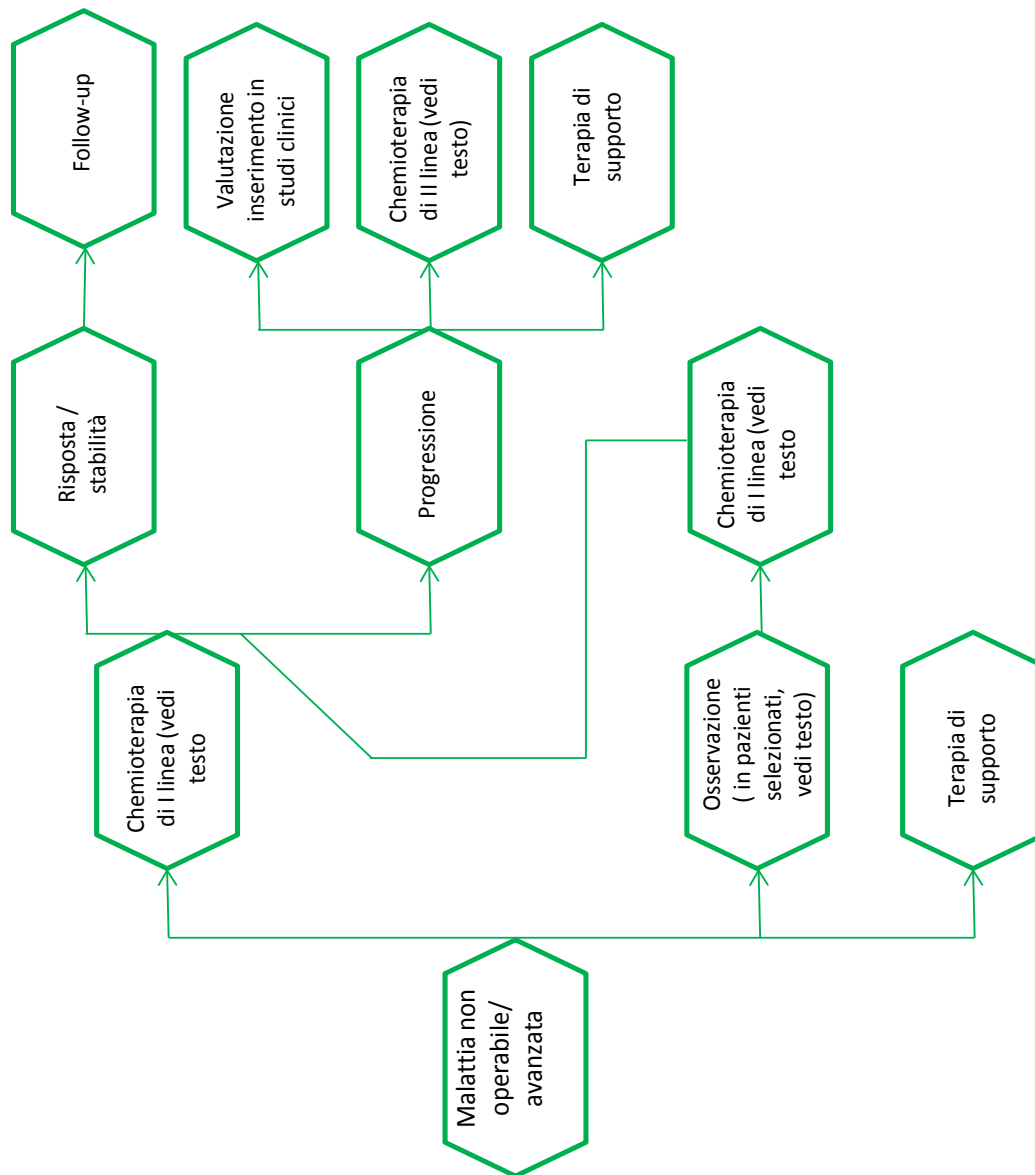 Malattia non
operabile/
avanzata
Chemioterapia
di I linea (vedi
testo
Osservazione
( in pazienti
selezionati,
vedi testo)
Terapia di
supporto
Risposta /
stabilità
Progressione
Chemioterapia
di I linea (vedi
testo
Follow-up
Valutazione
inserimento in
studi clinici
Chemioterapia
di II linea (vedi
testo)
Terapia di
supporto